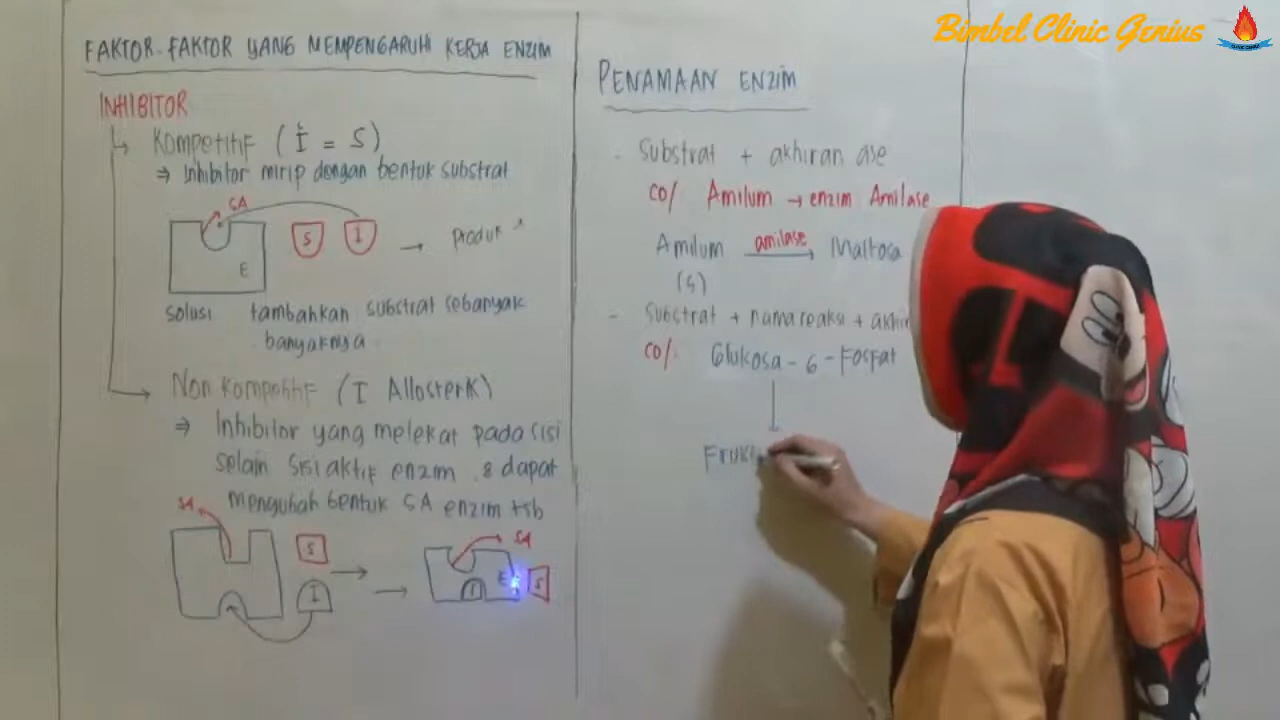 Bimbel Clinic Genius
FAKTOR-FAKTOR YANG MEMPENGARUHI KERJA ENZIM
INHIBITOR
Kompetitif (I = S)
⇒ Inhibitor mirip dengan bentuk substrat
SA
S
I
→ Produk
E
solusi tambahkan substrat sebanyak
banyaknya
Non Kompetitif (I Allosterik)
⇒ Inhibitor yang melekat pada sisi
selain sisi aktif enzim & dapat
mengubah bentuk SA enzim tsb
SA
S
I
SA
E
I
S
PENAMAAN ENZIM
- Substrat + akhiran ase
co/ Amilum → enzim Amilase
Amilum amilase Maltosa
(S)
- Substrat + nama reaksi + akhir
co/. Glukosa - 6 - Fosfat
Fruk